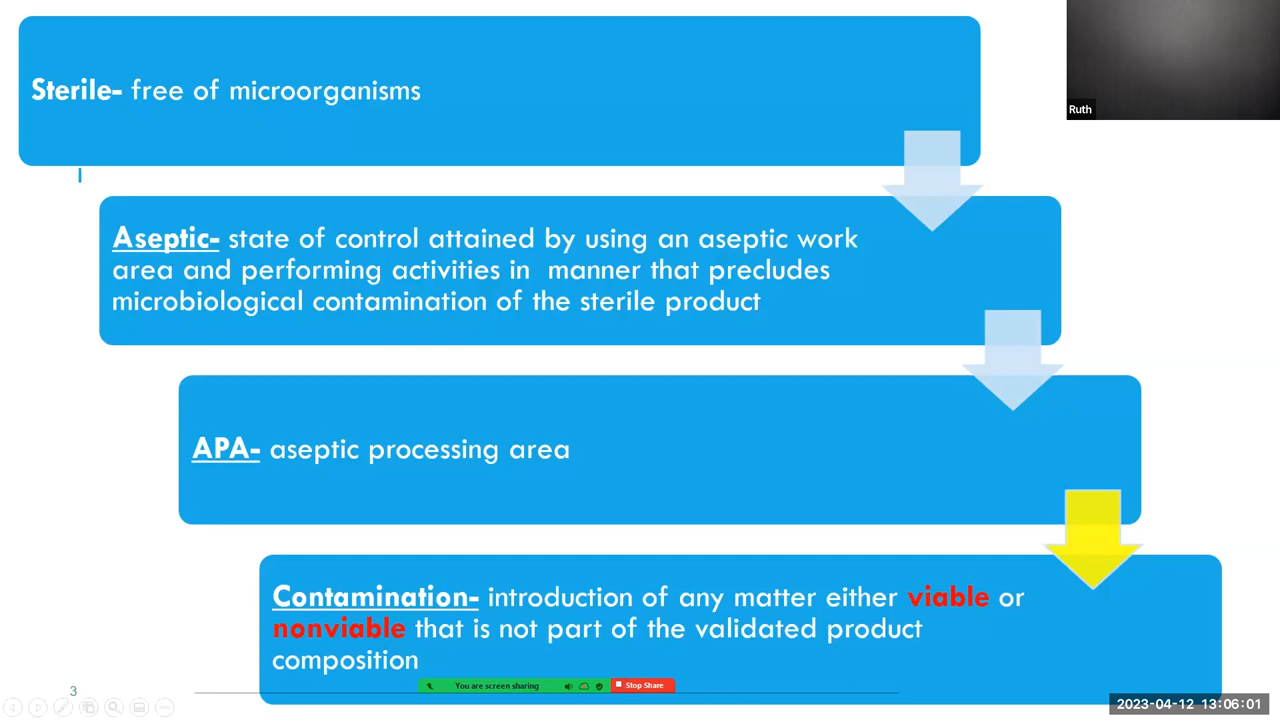 Sterile- free of microorganisms
Ruth
Aseptic- state of control attained by using an aseptic work
area and performing activities in  manner that precludes
microbiological contamination of the sterile product
APA- aseptic processing area
Contamination- introduction of any matter either viable or
nonviable that is not part of the validated product
composition
You are screen sharing
Stop Share
3
2023-04-12 13:06:01